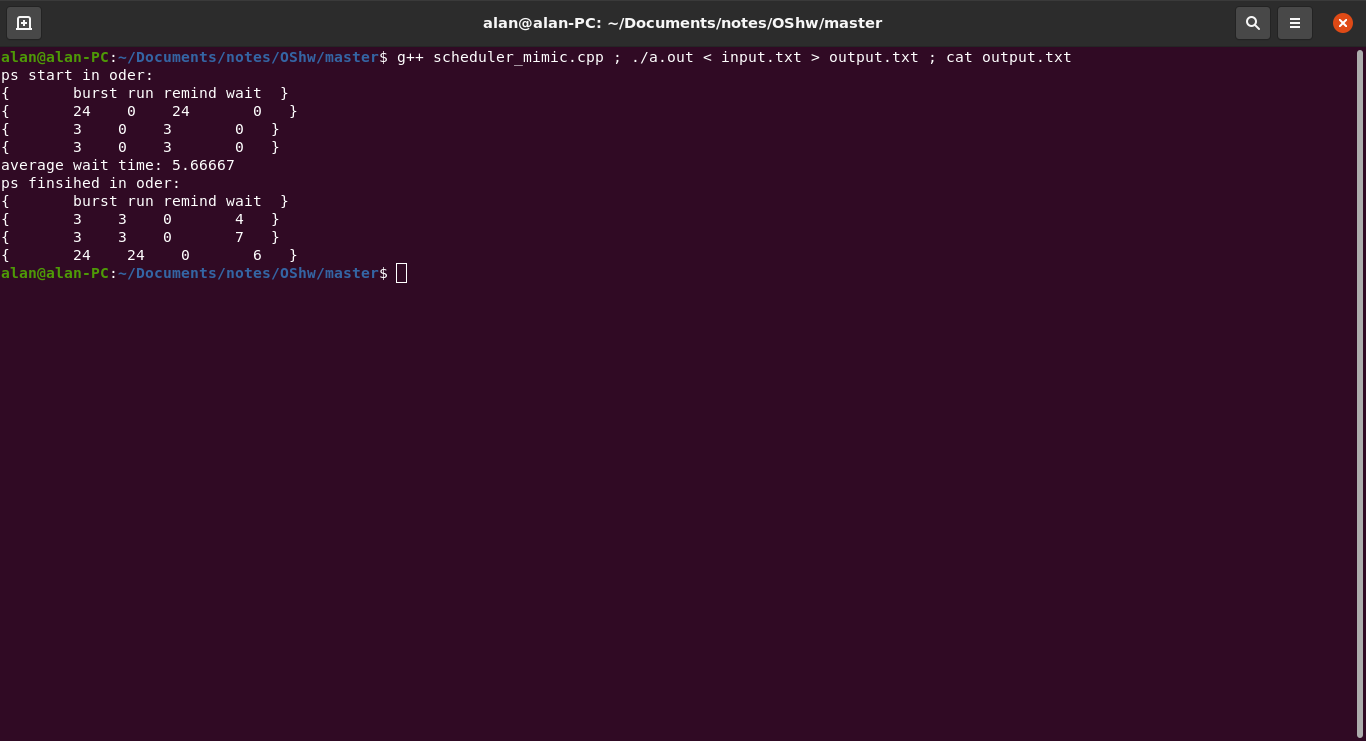 alan@alan-PC: ~/Documents/notes/OShw/master
alan@alan-PC:~/Documents/notes/OShw/master$ g++ scheduler_mimic.cpp ; ./a.out < input.txt > output.txt ; cat output.txt
ps start in oder:
{       burst run remind wait  }
{       24    0    24       0   }
{       3    0    3       0   }
{       3    0    3       0   }
average wait time: 5.66667
ps finsihed in oder:
{       burst run remind wait  }
{       3    3    0       4   }
{       3    3    0       7   }
{       24    24    0       6   }
alan@alan-PC:~/Documents/notes/OShw/master$